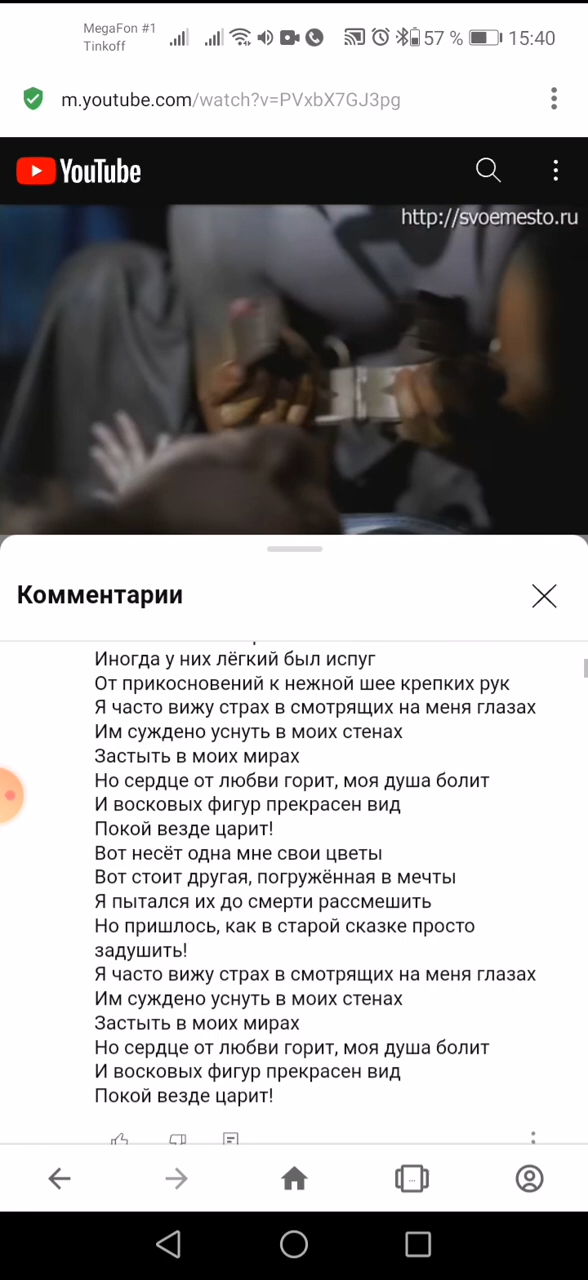 MegaFon #1
Tinkoff
57 %
15:40
m.youtube.com/watch?v=PVxbX7GJ3pg
YouTube
http://svoemesto.ru
Комментарии
Иногда у них лёгкий был испуг
От прикосновений к нежной шее крепких рук
Я часто вижу страх в смотрящих на меня глазах
Им суждено уснуть в моих стенах
Застыть в моих мирах
Но сердце от любви горит, моя душа болит
И восковых фигур прекрасен вид
Покой везде царит!
Вот несёт одна мне свои цветы
Вот стоит другая, погружённая в мечты
Я пытался их до смерти рассмешить
Но пришлось, как в старой сказке просто
задушить!
Я часто вижу страх в смотрящих на меня глазах
Им суждено уснуть в моих стенах
Застыть в моих мирах
Но сердце от любви горит, моя душа болит
И восковых фигур прекрасен вид
Покой везде царит!